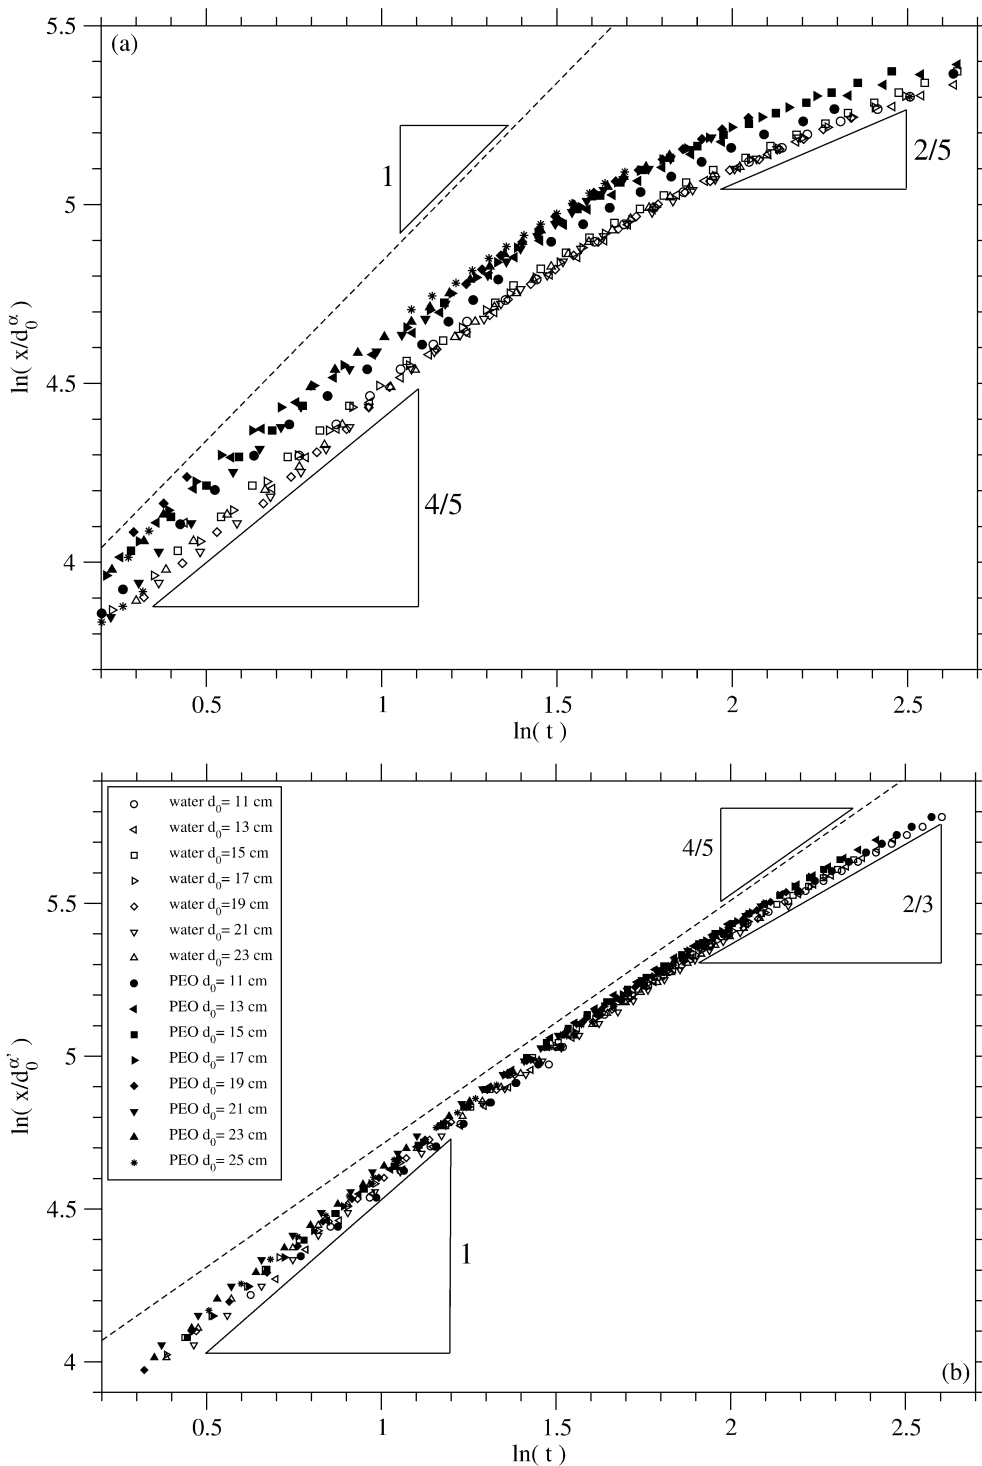 5.5
(a)
1
2/5
5
ln( x/d₀^α )
4.5
4/5
4
0.5
1
1.5
2
2.5
ln( t )
water d₀= 11 cm
water d₀= 13 cm
water d₀=15 cm
water d₀= 17 cm
water d₀= 19 cm
water d₀= 21 cm
water d₀= 23 cm
PEO d₀= 11 cm
PEO d₀= 13 cm
PEO d₀= 15 cm
PEO d₀= 17 cm
PEO d₀= 19 cm
PEO d₀= 21 cm
PEO d₀= 23 cm
PEO d₀= 25 cm
4/5
2/3
5.5
5
ln( x/d₀^α' )
4.5
1
4
(b)
0.5
1
1.5
2
2.5
ln( t )